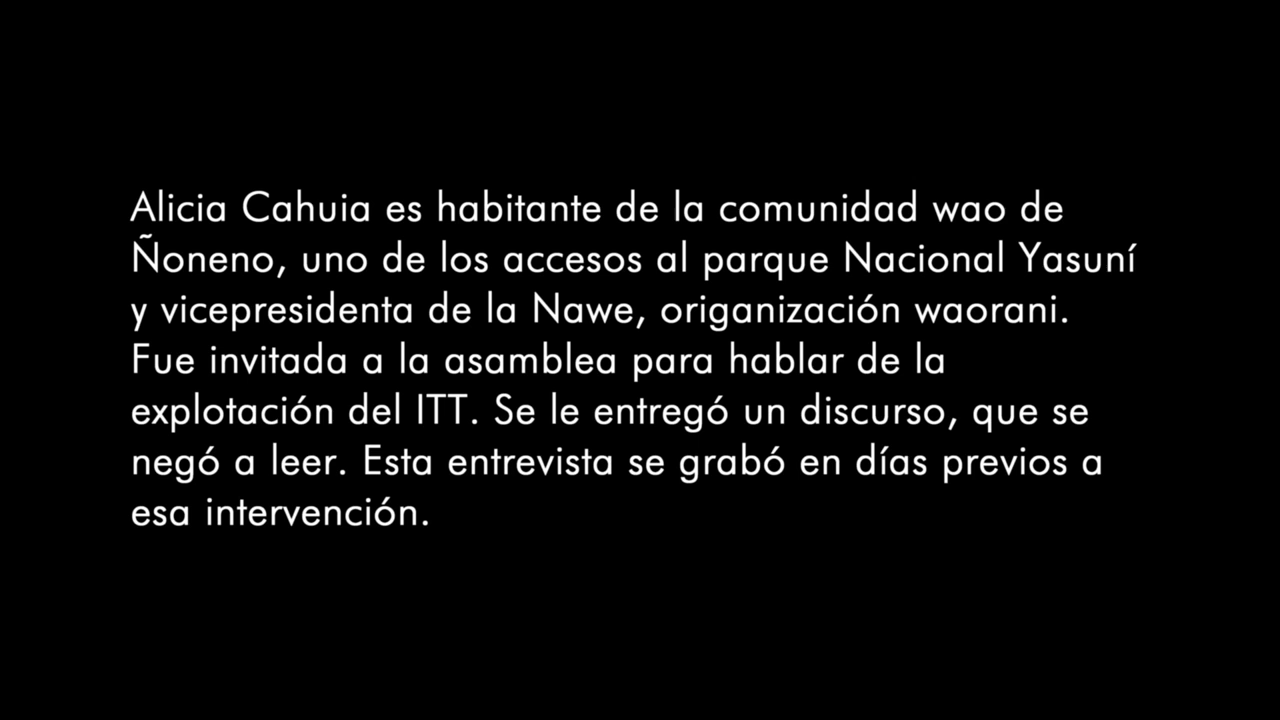 Alicia Cahuia es habitante de la comunidad wao de
Ñoneno, uno de los accesos al parque Nacional Yasuní
y vicepresidenta de la Nawe, origanización waorani.
Fue invitada a la asamblea para hablar de la
explotación del ITT. Se le entregó un discurso, que se
negó a leer. Esta entrevista se grabó en días previos a
esa intervención.